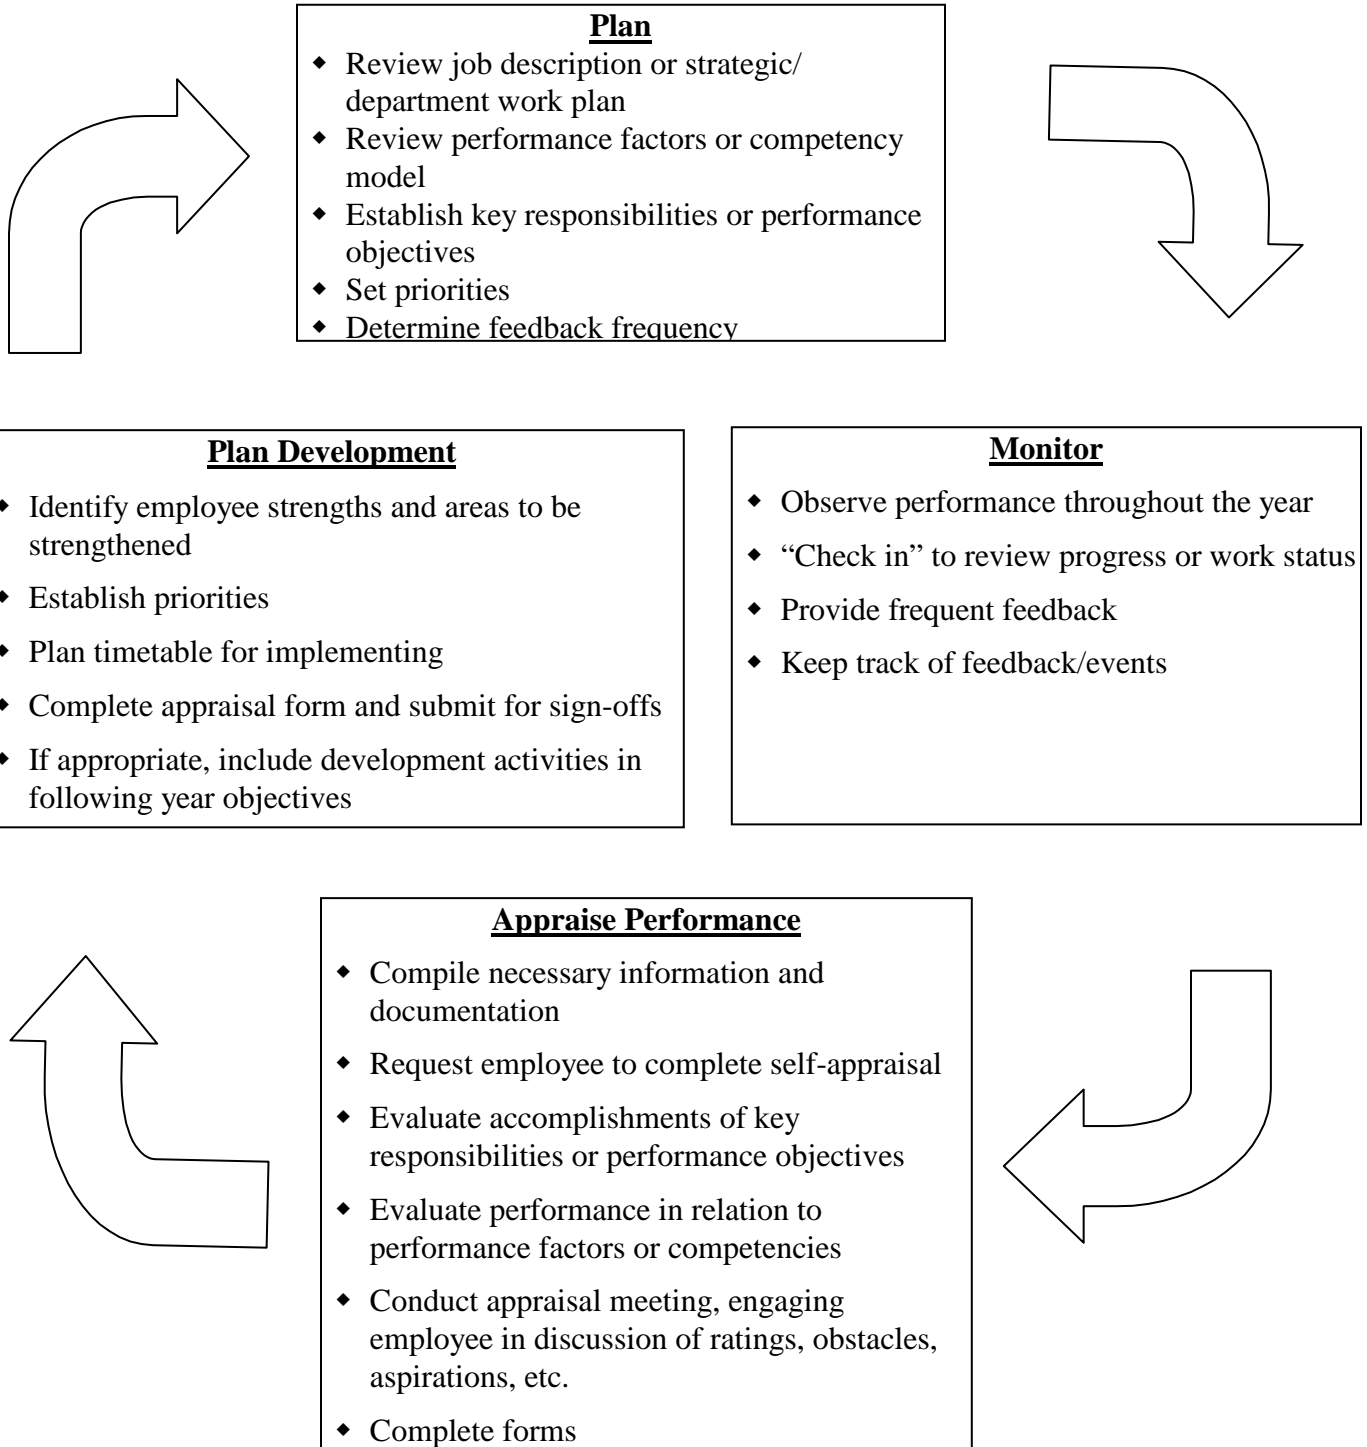 Plan
◆ Review job description or strategic/
department work plan
◆ Review performance factors or competency
model
◆ Establish key responsibilities or performance
objectives
◆ Set priorities
◆ Determine feedback frequency
Plan Development
◆ Identify employee strengths and areas to be
strengthened
◆ Establish priorities
◆ Plan timetable for implementing
◆ Complete appraisal form and submit for sign-offs
◆ If appropriate, include development activities in
following year objectives
Monitor
◆ Observe performance throughout the year
◆ “Check in” to review progress or work status
◆ Provide frequent feedback
◆ Keep track of feedback/events
Appraise Performance
◆ Compile necessary information and
documentation
◆ Request employee to complete self-appraisal
◆ Evaluate accomplishments of key
responsibilities or performance objectives
◆ Evaluate performance in relation to
performance factors or competencies
◆ Conduct appraisal meeting, engaging
employee in discussion of ratings, obstacles,
aspirations, etc.
◆ Complete forms